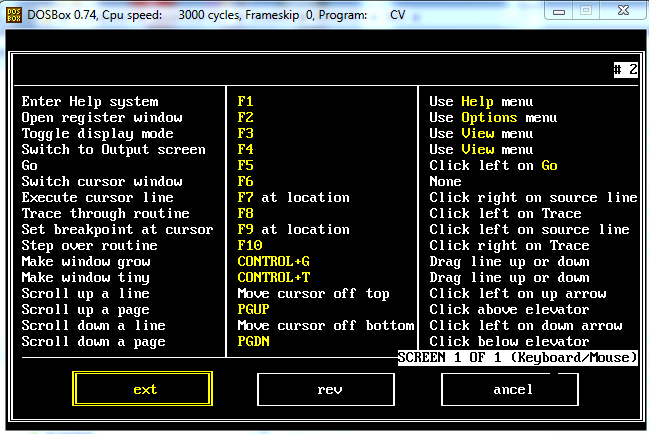 DOSBox 0.74, Cpu speed: 3000 cycles, Frameskip 0, Program: CV
# 2
Enter Help system F1 Use Help menu
Open register window F2 Use Options menu
Toggle display mode F3 Use View menu
Switch to Output screen F4 Use View menu
Go F5 Click left on Go
Switch cursor window F6 None
Execute cursor line F7 at location Click right on source line
Trace through routine F8 Click left on Trace
Set breakpoint at cursor F9 at location Click left on source line
Step over routine F10 Click right on Trace
Make window grow CONTROL+G Drag line up or down
Make window tiny CONTROL+T Drag line up or down
Scroll up a line Move cursor off top Click left on up arrow
Scroll up a page PGUP Click above elevator
Scroll down a line Move cursor off bottom Click left on down arrow
Scroll down a page PGDN Click below elevator
SCREEN 1 OF 1 (Keyboard/Mouse)
ext rev ancel